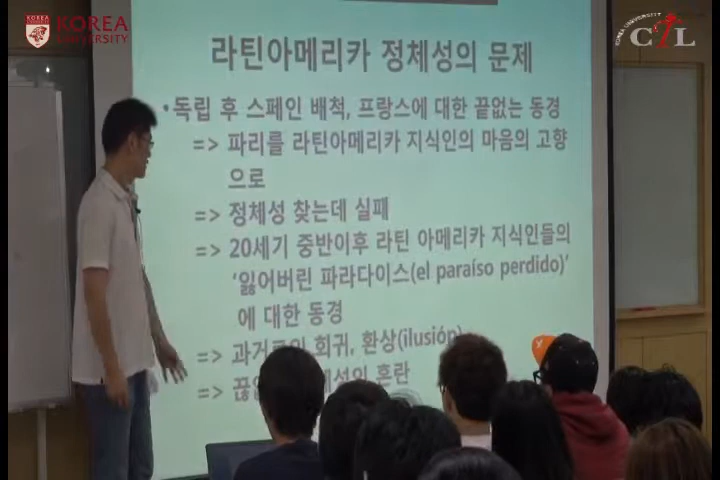 KOREA
UNIVERSITY
KOREA UNIVERSITY
CTL
라틴아메리카 정체성의 문제
•독립 후 스페인 배척, 프랑스에 대한 끝없는 동경
=> 파리를 라틴아메리카 지식인의 마음의 고향
으로
=> 정체성 찾는데 실패
=> 20세기 중반이후 라틴 아메리카 지식인들의
‘잃어버린 파라다이스(el paraíso perdido)’
에 대한 동경
=> 과거로의 회귀, 환상(ilusión)
=> 혼란